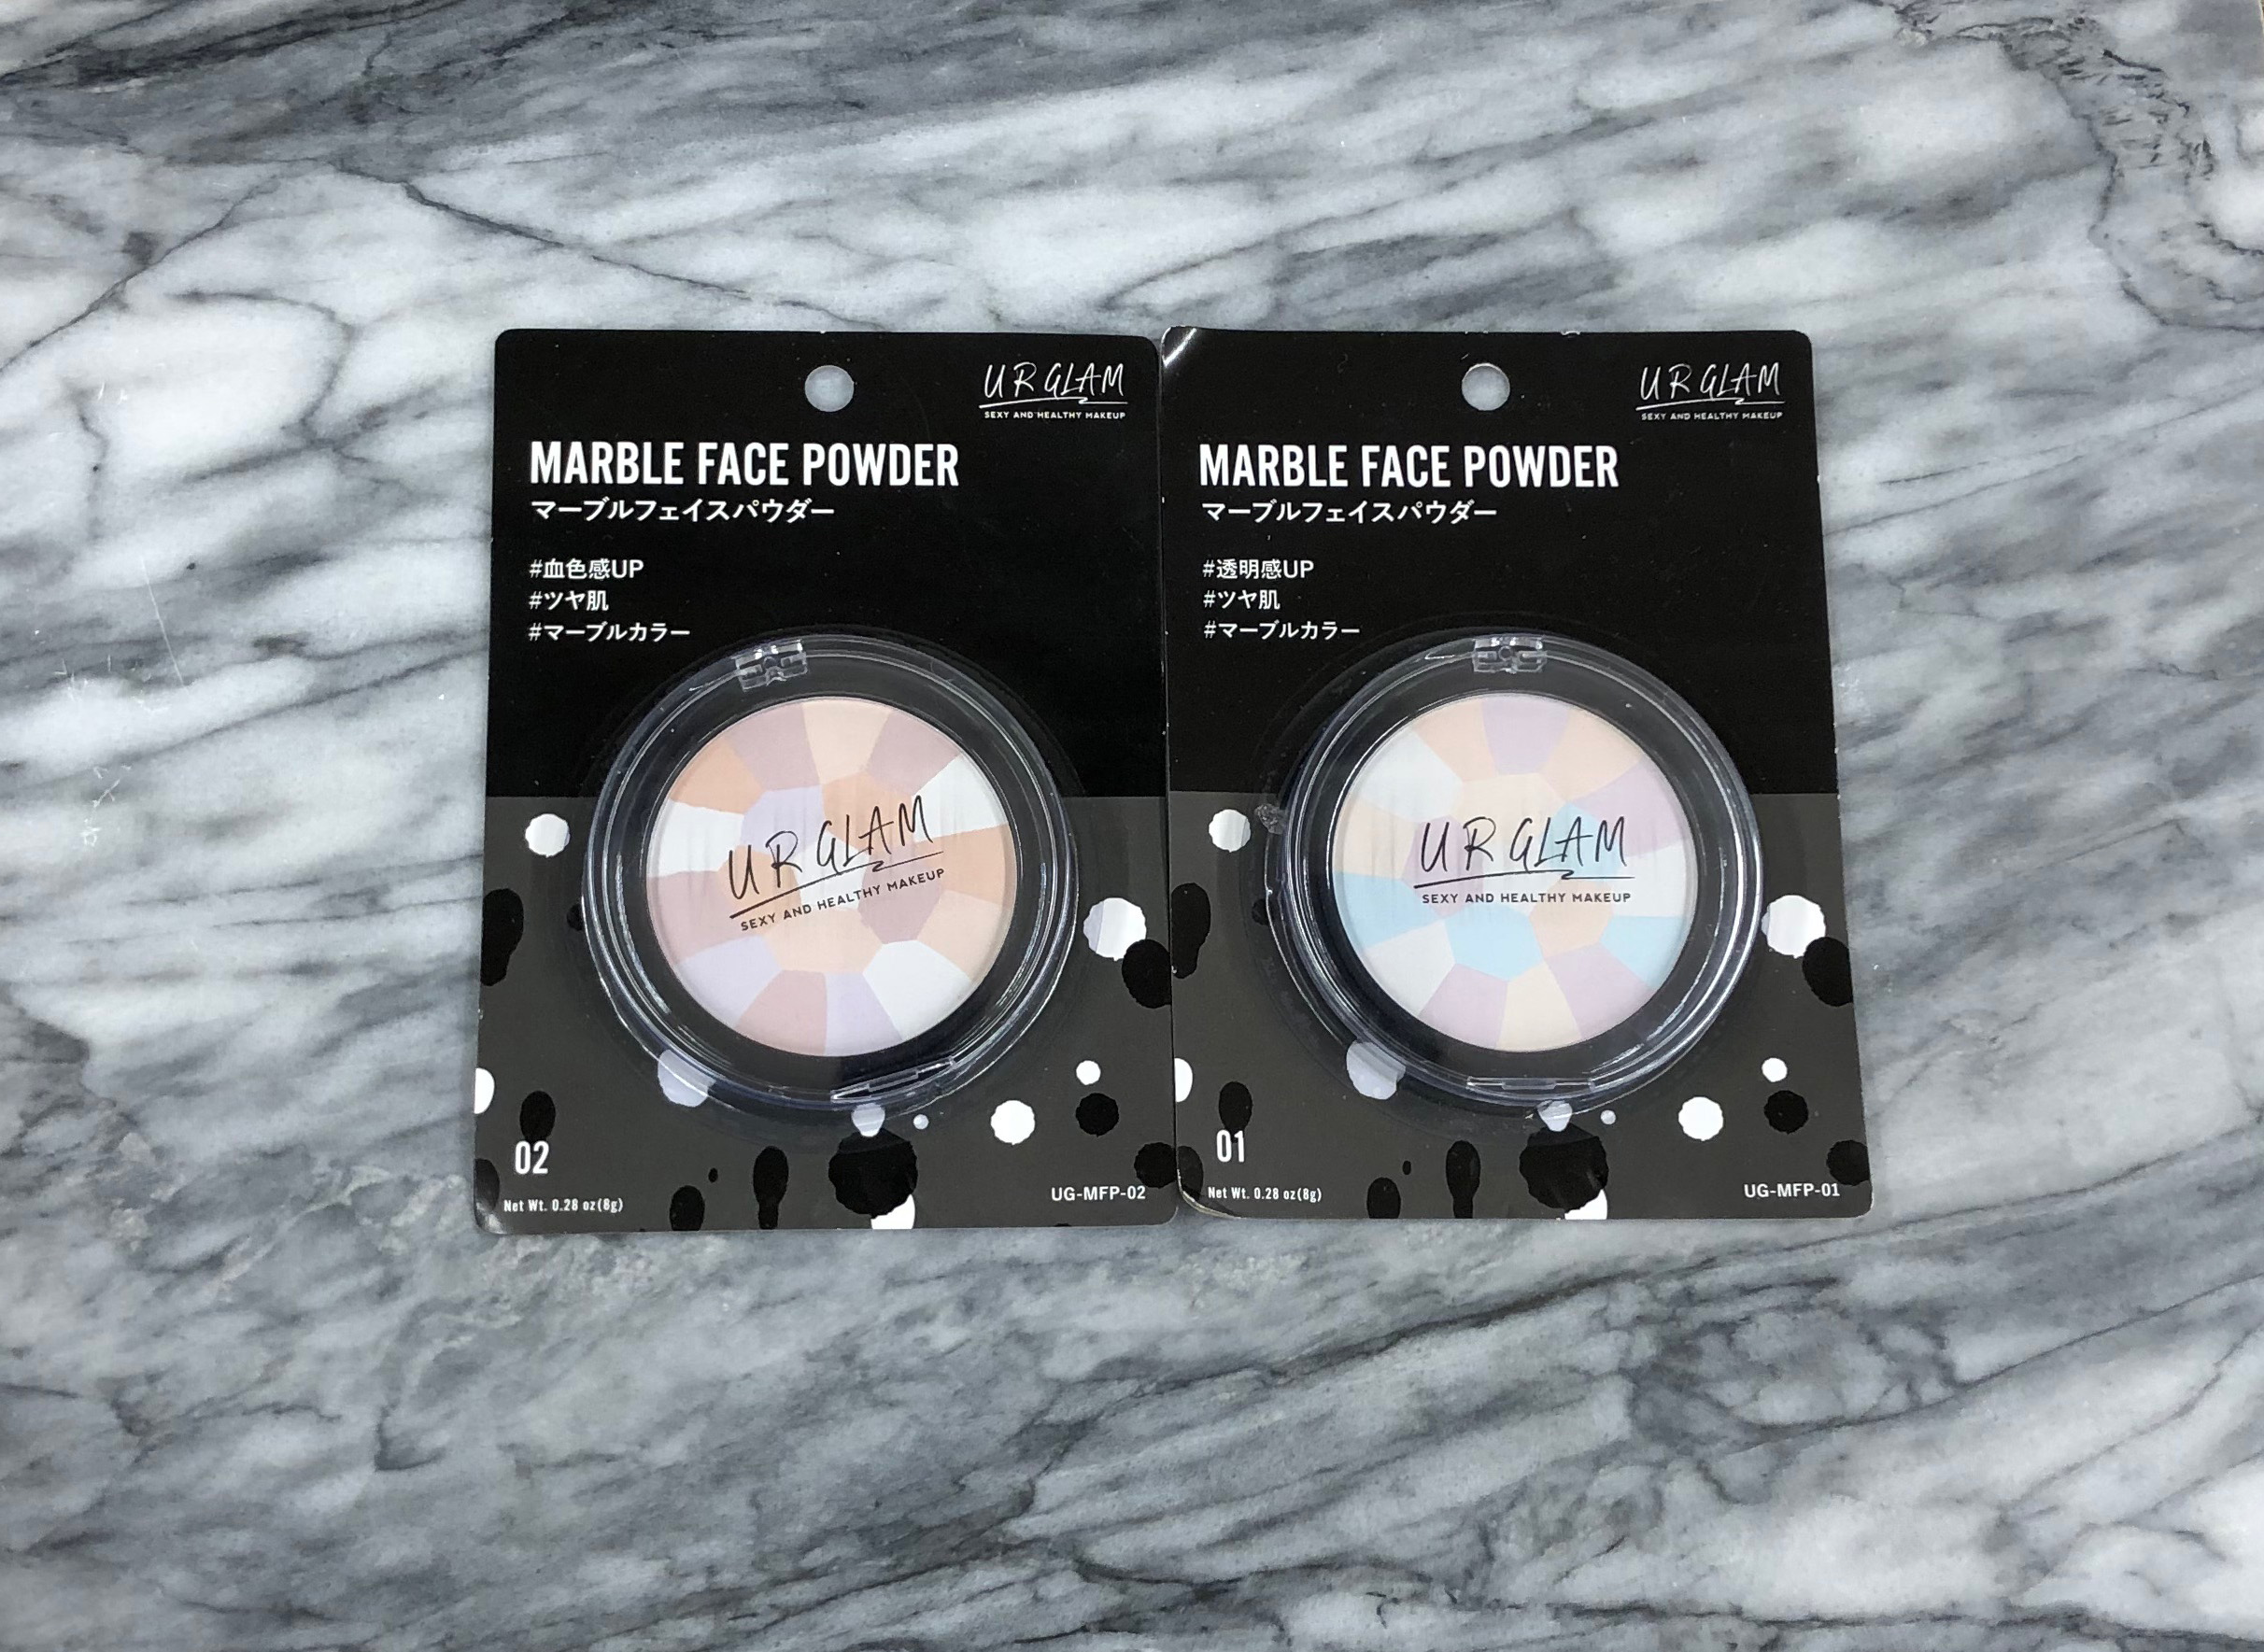 UR GLAM
SEXY AND HEALTHY MAKEUP
MARBLE FACE POWDER
マーブルフェイスパウダー
#血色感UP
#ツヤ肌
#マーブルカラー
UR GLAM
SEXY AND HEALTHY MAKEUP
02
Net Wt. 0.28 oz(8g)
UG-MFP-02
UR GLAM
SEXY AND HEALTHY MAKEUP
MARBLE FACE POWDER
マーブルフェイスパウダー
#透明感UP
#ツヤ肌
#マーブルカラー
UR GLAM
SEXY AND HEALTHY MAKEUP
01
Net Wt. 0.28 oz(8g)
UG-MFP-01